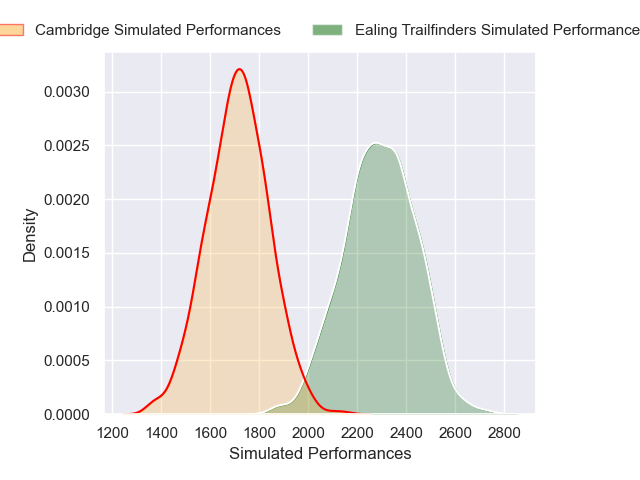 Cambridge Simulated Performances
Ealing Trailfinders Simulated Performance
0.0030
0.0025
0.0020
0.0015
0.0010
0.0005
0.0000
Density
1200 1400 1600 1800 2000 2200 2400 2600 2800
Simulated Performances